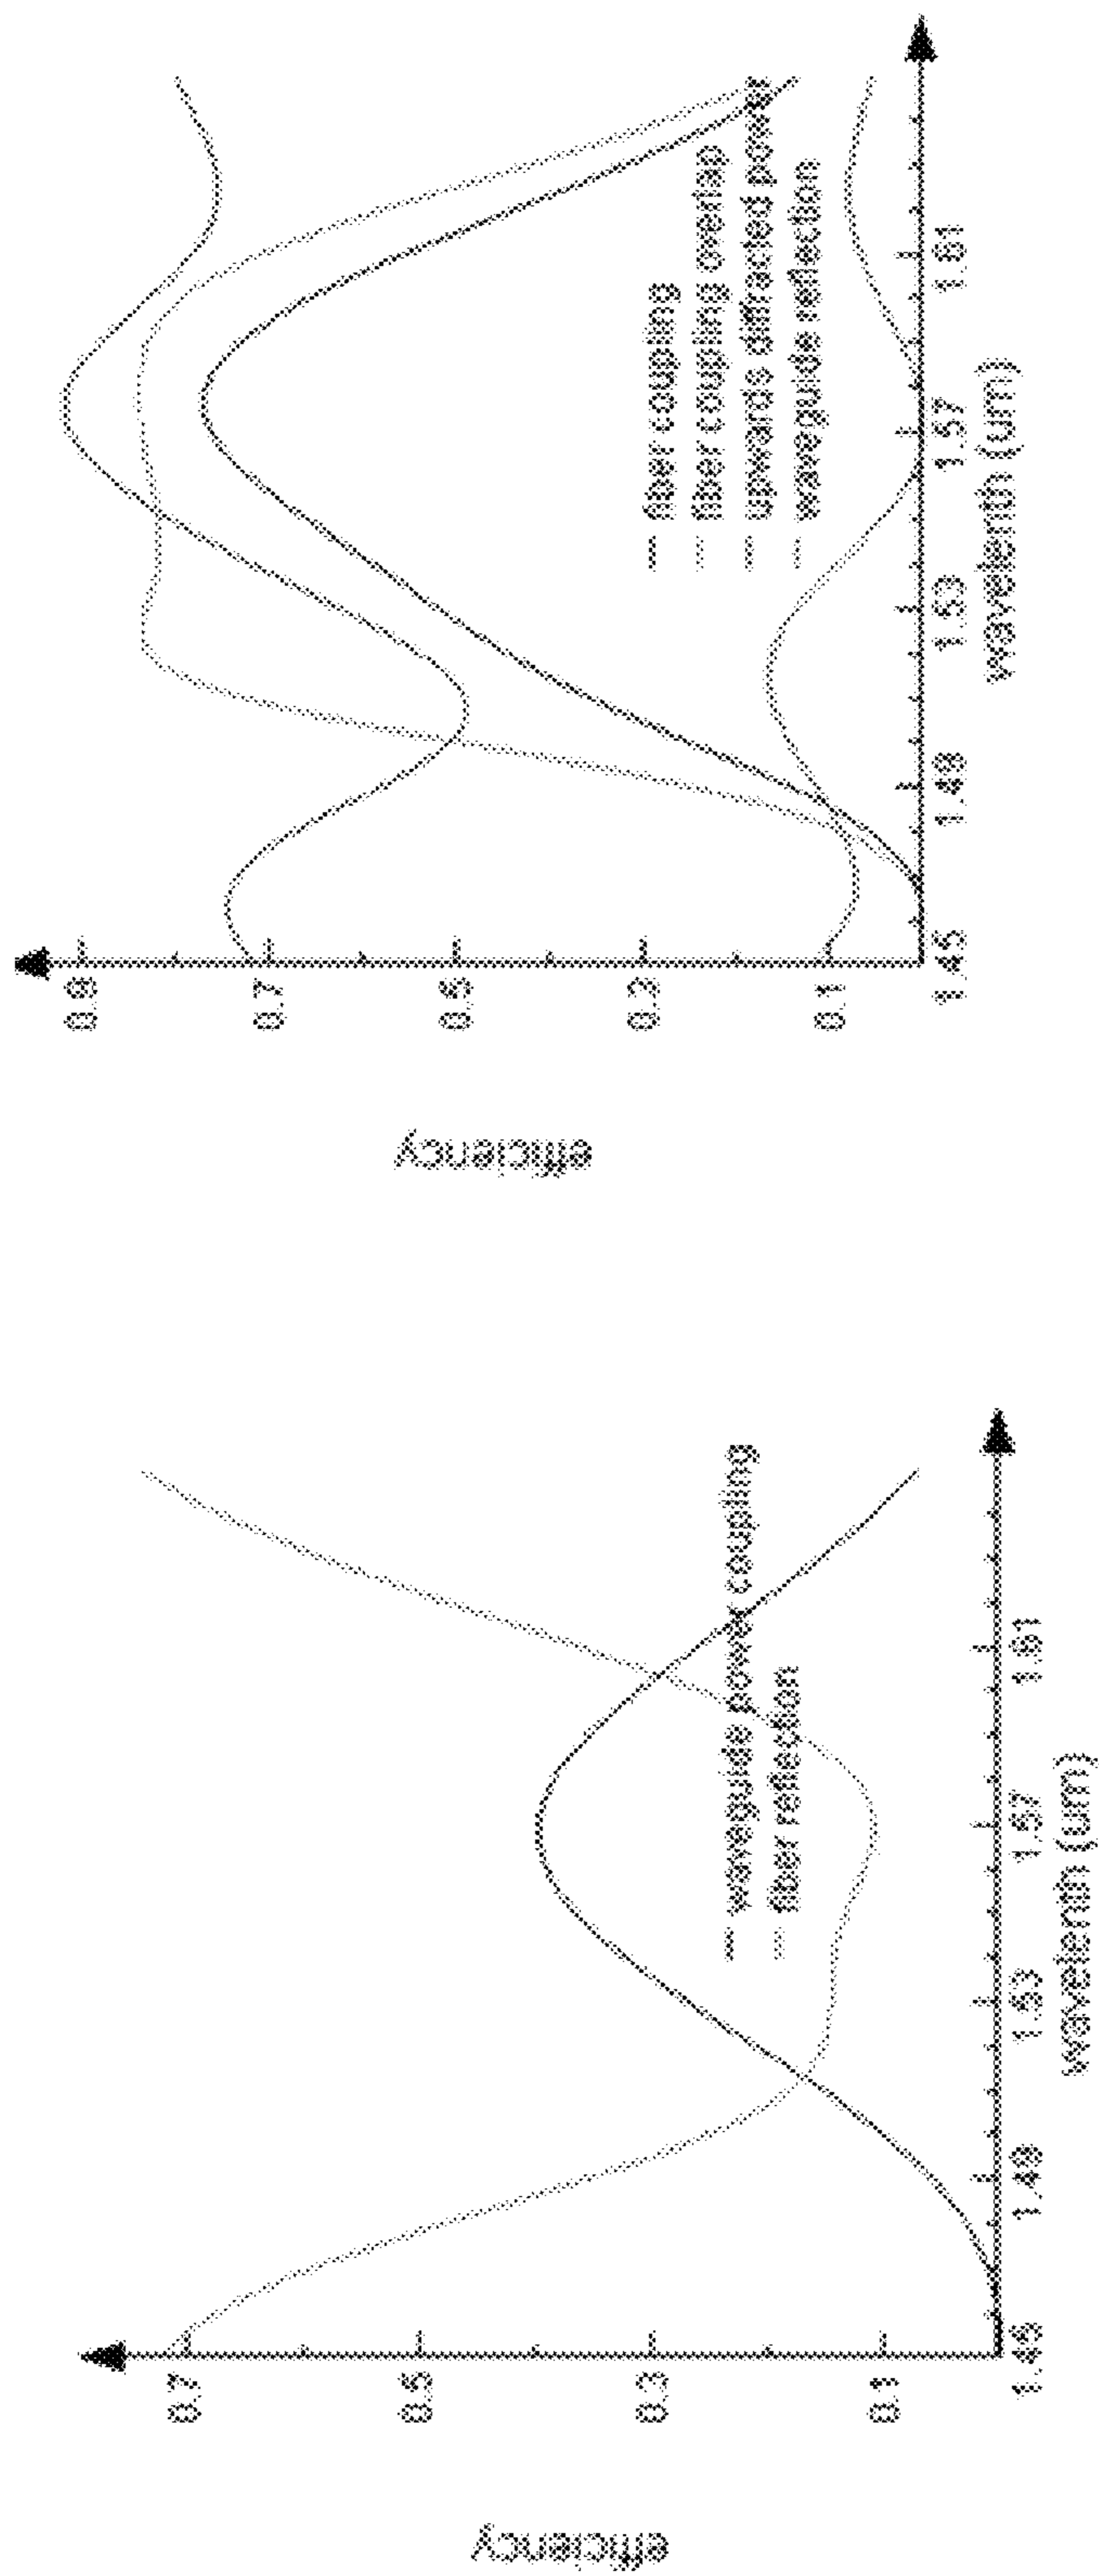 efficiency
0.7
0.5
0.3
0.1
1.45
1.49
1.53
1.57
1.61
wavelenth (um)
waveguide power coupling
fiber reflection
efficiency
0.9
0.7
0.5
0.3
0.1
1.45
1.49
1.53
1.57
1.61
wavelenth (um)
fiber coupling
fiber coupling overlap
upwards diffracted power
waveguide reflection